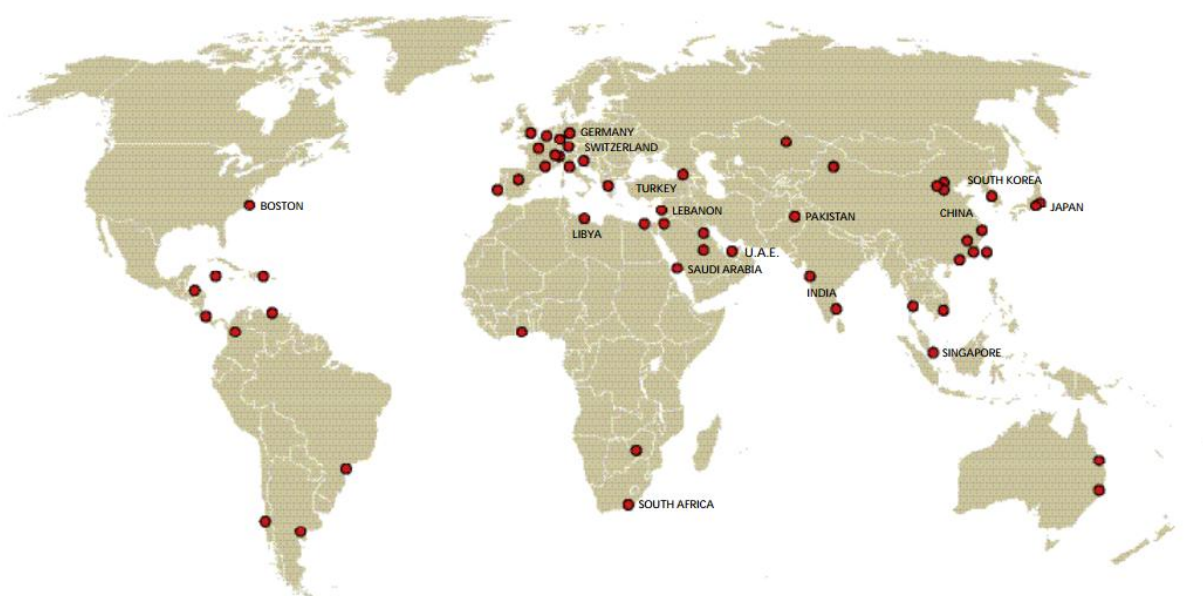 GERMANY
SWITZERLAND
SOUTH KOREA
TURKEY
BOSTON
LEBANON
CHINA
JAPAN
PAKISTAN
LIBYA
U.A.E.
SAUDI ARABIA
INDIA
SINGAPORE
SOUTH AFRICA